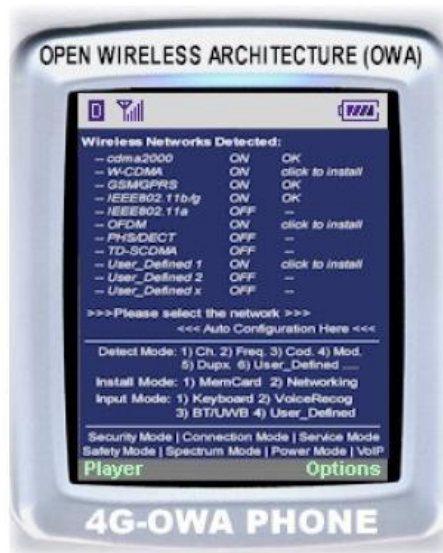 OPEN WIRELESS ARCHITECTURE (OWA)
D
Wireless Networks Detected:
-- cdma2000 ON OK
-- W-CDMA ON click to install
-- GSM/GPRS ON OK
-- IEEE802.11b/g ON OK
-- IEEE802.11a OFF --
-- OFDM ON click to install
-- PHS/DECT OFF --
-- TD-SCDMA OFF --
-- User_Defined 1 ON click to install
-- User_Defined 2 OFF --
-- User_Defined x OFF --
>>>Please select the network >>>
<<< Auto Configuration Here <<<
Detect Mode: 1) Ch. 2) Freq. 3) Cod. 4) Mod.
5) Dupx. 6) User_Defined .....
Install Mode: 1) MemCard 2) Networking
Input Mode: 1) Keyboard 2) VoiceRecog
3) BT/UWB 4) User_Defined
Security Mode | Connection Mode | Service Mode
Safety Mode | Spectrum Mode | Power Mode | VoIP
Player Options
4G-OWA PHONE